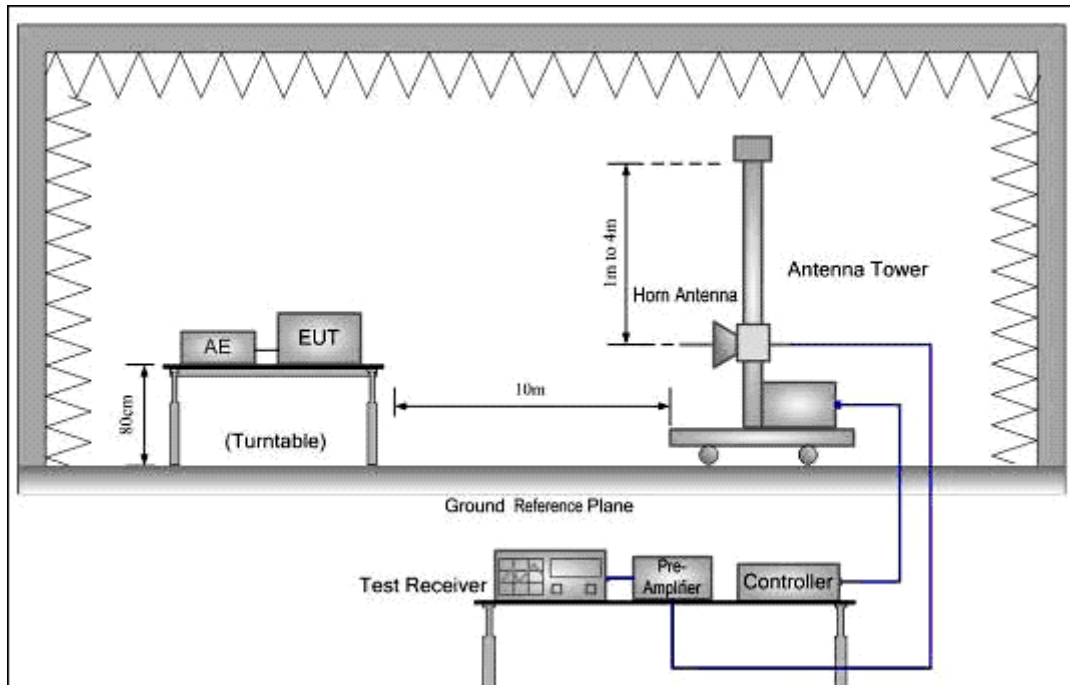 1m to 4m
Antenna Tower
Horn Antenna
AE
EUT
10m
80cm
(Turntable)
Ground Reference Plane
Test Receiver
Pre-
Amplifier
Controller